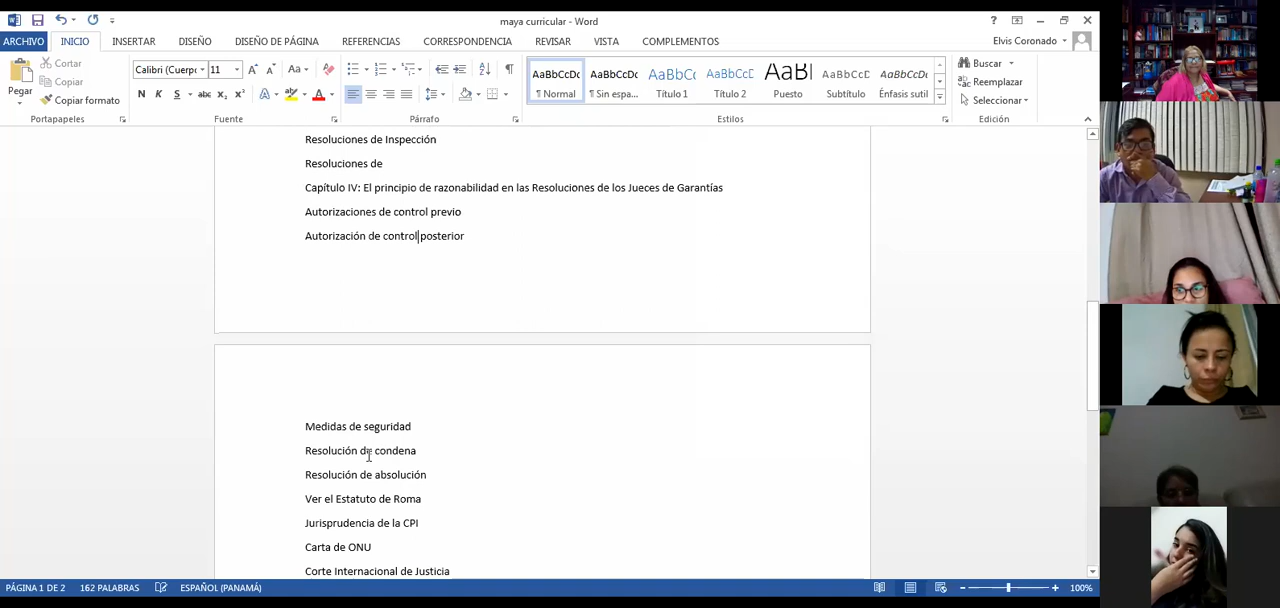 maya curricular - Word
Elvis Coronado
ARCHIVO INICIO INSERTAR DISEÑO DISEÑO DE PÁGINA REFERENCIAS CORRESPONDENCIA REVISAR VISTA COMPLEMENTOS
Pegar
Cortar
Copiar
Copiar formato
Portapapeles
Calibri (Cuerpo 11
Fuente
Párrafo
AaBbCcDc AaBbCcDc AaBbCc AaBbCcD AaBl AaBbCcD AaBbCcDc
¶ Normal ¶ Sin espa... Título 1 Título 2 Puesto Subtítulo Énfasis sutil
Estilos
Buscar
Reemplazar
Seleccionar
Edición
Resoluciones de Inspección
Resoluciones de
Capítulo IV: El principio de razonabilidad en las Resoluciones de los Jueces de Garantías
Autorizaciones de control previo
Autorización de control posterior
Medidas de seguridad
Resolución de condena
Resolución de absolución
Ver el Estatuto de Roma
Jurisprudencia de la CPI
Carta de ONU
Corte Internacional de Justicia
PÁGINA 1 DE 2 162 PALABRAS ESPAÑOL (PANAMÁ) 100%